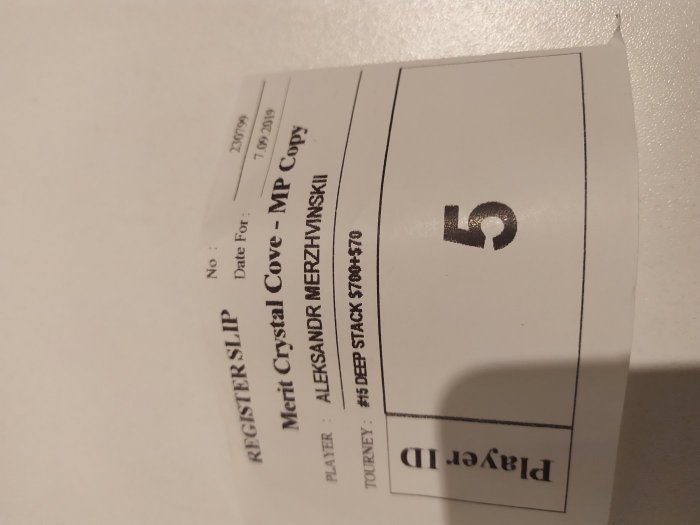 REGISTER SLIP
No : 230799
Date For : 7.09.2019
Merit Crystal Cove - MP Copy
PLAYER : ALEKSANDR MERZHVINSKII
TOURNEY : #15 DEEP STACK $700+$70
Player ID
5